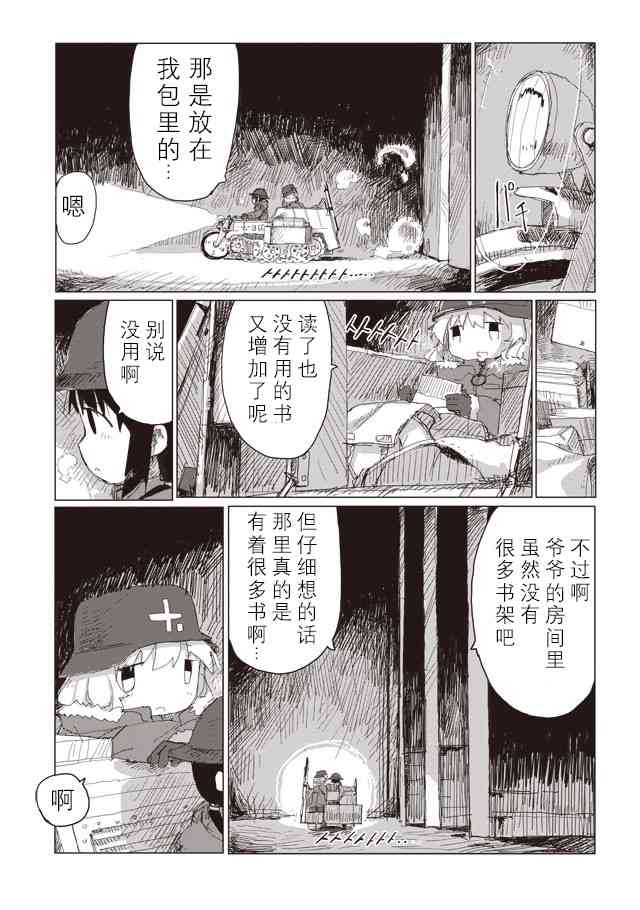 パチ
那是放在
我包里的…
嗯
读了也
没有用的书
又增加了呢
别说
没用啊
不过啊
爷爷的房间里
虽然没有
很多书架吧
但仔细想的话
那里真的是
有着很多书啊…
啊